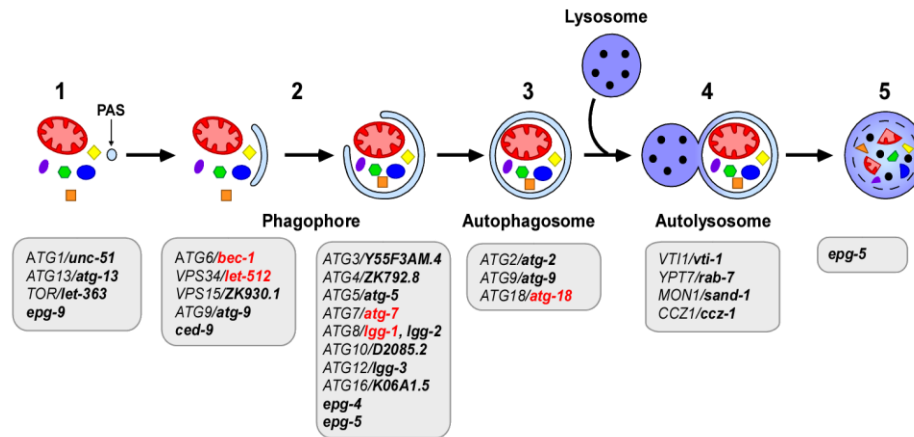 Lysosome
1
2
3
4
5
PAS
Phagophore
Autophagosome
Autolysosome
ATG1/unc-51
ATG13/atg-13
TOR/let-363
epg-9
ATG6/bec-1
VPS34/let-512
VPS15/ZK930.1
ATG9/atg-9
ced-9
ATG3/Y55F3AM.4
ATG4/ZK792.8
ATG5/atg-5
ATG7/atg-7
ATG8/lgg-1, lgg-2
ATG10/D2085.2
ATG12/lgg-3
ATG16/K06A1.5
epg-4
epg-5
ATG2/atg-2
ATG9/atg-9
ATG18/atg-18
VTI1/vti-1
YPT7/rab-7
MON1/sand-1
CCZ1/ccz-1
epg-5